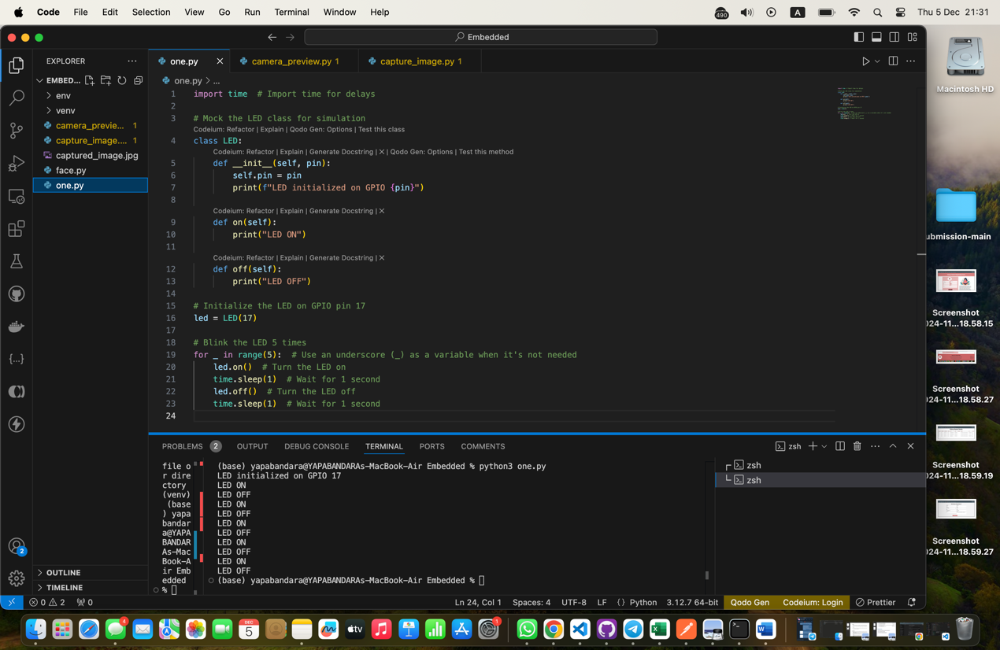 Code File Edit Selection View Go Run Terminal Window Help 490 A Thu 5 Dec 21:31
Embedded
EXPLORER
one.py
camera_preview.py 1
capture_image.py 1
EMBED...
env
venv
camera_previe... 1
capture_image.... 1
captured_image.jpg
face.py
one.py
OUTLINE
TIMELINE
2
one.py > ...
1 import time  # Import time for delays
2
3 # Mock the LED class for simulation
Codeium: Refactor | Explain | Qodo Gen: Options | Test this class
4 class LED:
Codeium: Refactor | Explain | Generate Docstring | X | Qodo Gen: Options | Test this method
5 def __init__(self, pin):
6 self.pin = pin
7 print(f"LED initialized on GPIO {pin}")
8
Codeium: Refactor | Explain | Generate Docstring | X
9 def on(self):
10 print("LED ON")
11
Codeium: Refactor | Explain | Generate Docstring | X
12 def off(self):
13 print("LED OFF")
14
15 # Initialize the LED on GPIO pin 17
16 led = LED(17)
17
18 # Blink the LED 5 times
19 for _ in range(5):  # Use an underscore (_) as a variable when it's not needed
20 led.on()  # Turn the LED on
21 time.sleep(1)  # Wait for 1 second
22 led.off()  # Turn the LED off
23 time.sleep(1)  # Wait for 1 second
24
PROBLEMS 2 OUTPUT DEBUG CONSOLE TERMINAL PORTS COMMENTS zsh
file o
r dire
ctory
(venv)
(base
) yapa
bandar
a@YAPA
BANDAR
As-Mac
Book-A
ir Emb
edded
%
(base) yapabandara@YAPABANDARAs-MacBook-Air Embedded % python3 one.py
LED initialized on GPIO 17
LED ON
LED OFF
LED ON
LED OFF
LED ON
LED OFF
LED ON
LED OFF
LED ON
LED OFF
(base) yapabandara@YAPABANDARAs-MacBook-Air Embedded %
zsh
zsh
0 2 0 Ln 24, Col 1 Spaces: 4 UTF-8 LF {} Python 3.12.7 64-bit Qodo Gen Codeium: Login Prettier
Macintosh HD
ubmission-main
Screenshot
024-11...18.58.15
Screenshot
024-11...18.58.27
Screenshot
024-11...18.59.19
Screenshot
024-11...18.59.27
4
DEC
5
tv
1